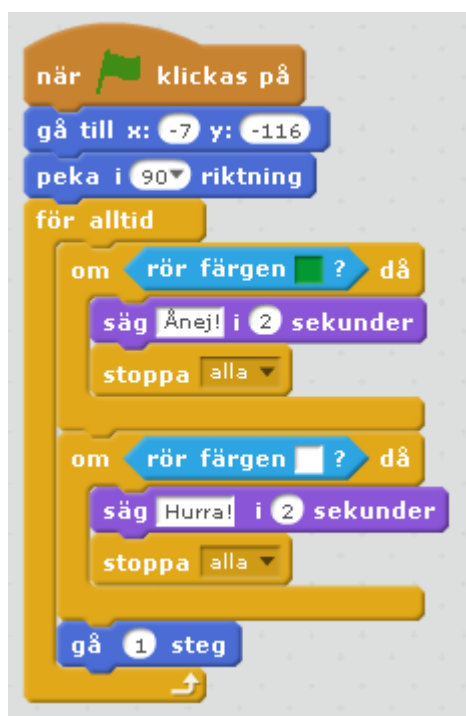 när klickas på
gå till x: -7 y: -116
peka i 90 riktning
för alltid
om rör färgen ? då
säg Ånej! i 2 sekunder
stoppa alla
om rör färgen ? då
säg Hurra! i 2 sekunder
stoppa alla
gå 1 steg